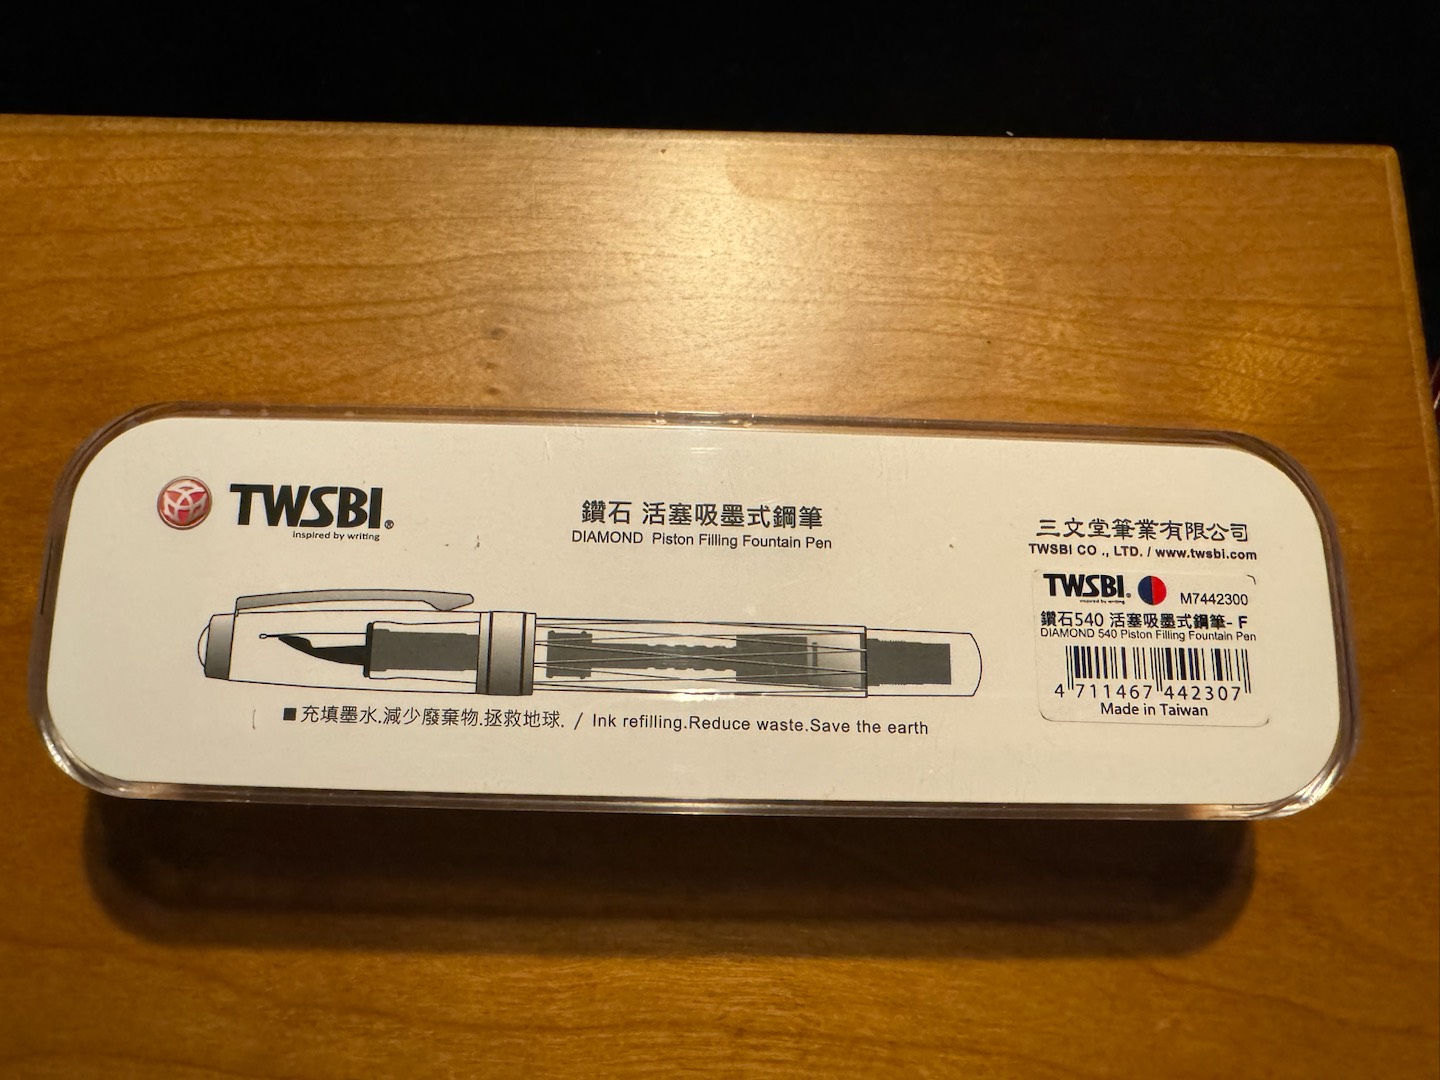 TWSBI®
inspired by writing
鑽石 活塞吸墨式鋼筆
DIAMOND Piston Filling Fountain Pen
三文堂筆業有限公司
TWSBI CO ., LTD. / www.twsbi.com
TWSBI®
inspired by writing
M7442300
鑽石540 活塞吸墨式鋼筆- F
DIAMOND 540 Piston Filling Fountain Pen
4 711467 442307
Made in Taiwan
■充填墨水.減少廢棄物.拯救地球. / Ink refilling.Reduce waste.Save the earth